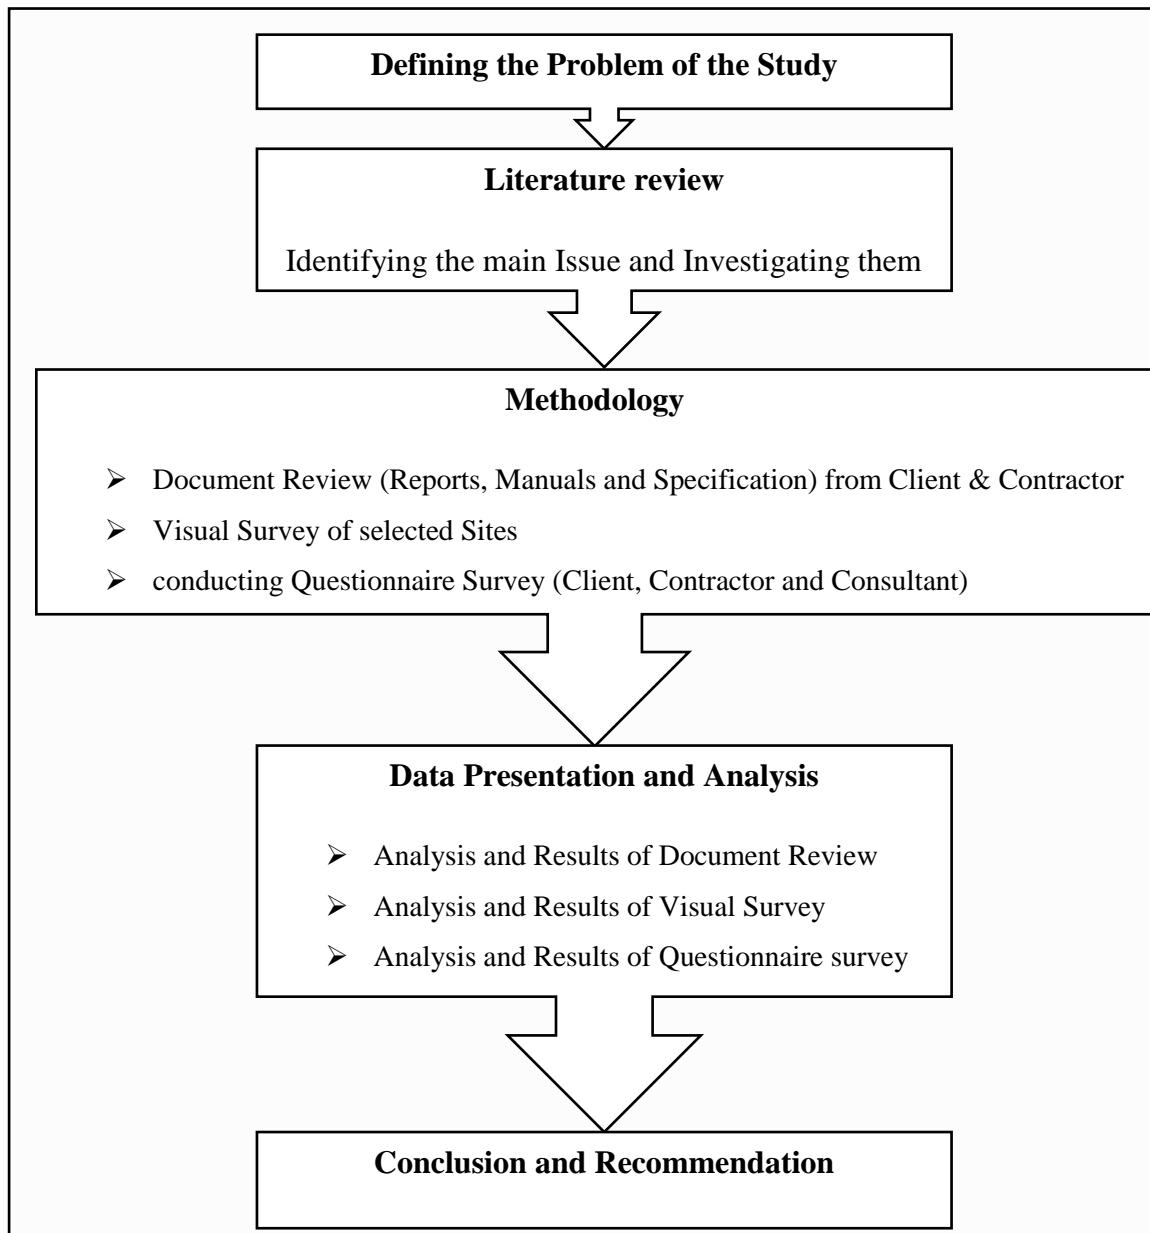 Defining the Problem of the Study
Literature review
Identifying the main Issue and Investigating them
Methodology
➢ Document Review (Reports, Manuals and Specification) from Client & Contractor
➢ Visual Survey of selected Sites
➢ conducting Questionnaire Survey (Client, Contractor and Consultant)
Data Presentation and Analysis
➢ Analysis and Results of Document Review
➢ Analysis and Results of Visual Survey
➢ Analysis and Results of Questionnaire survey
Conclusion and Recommendation